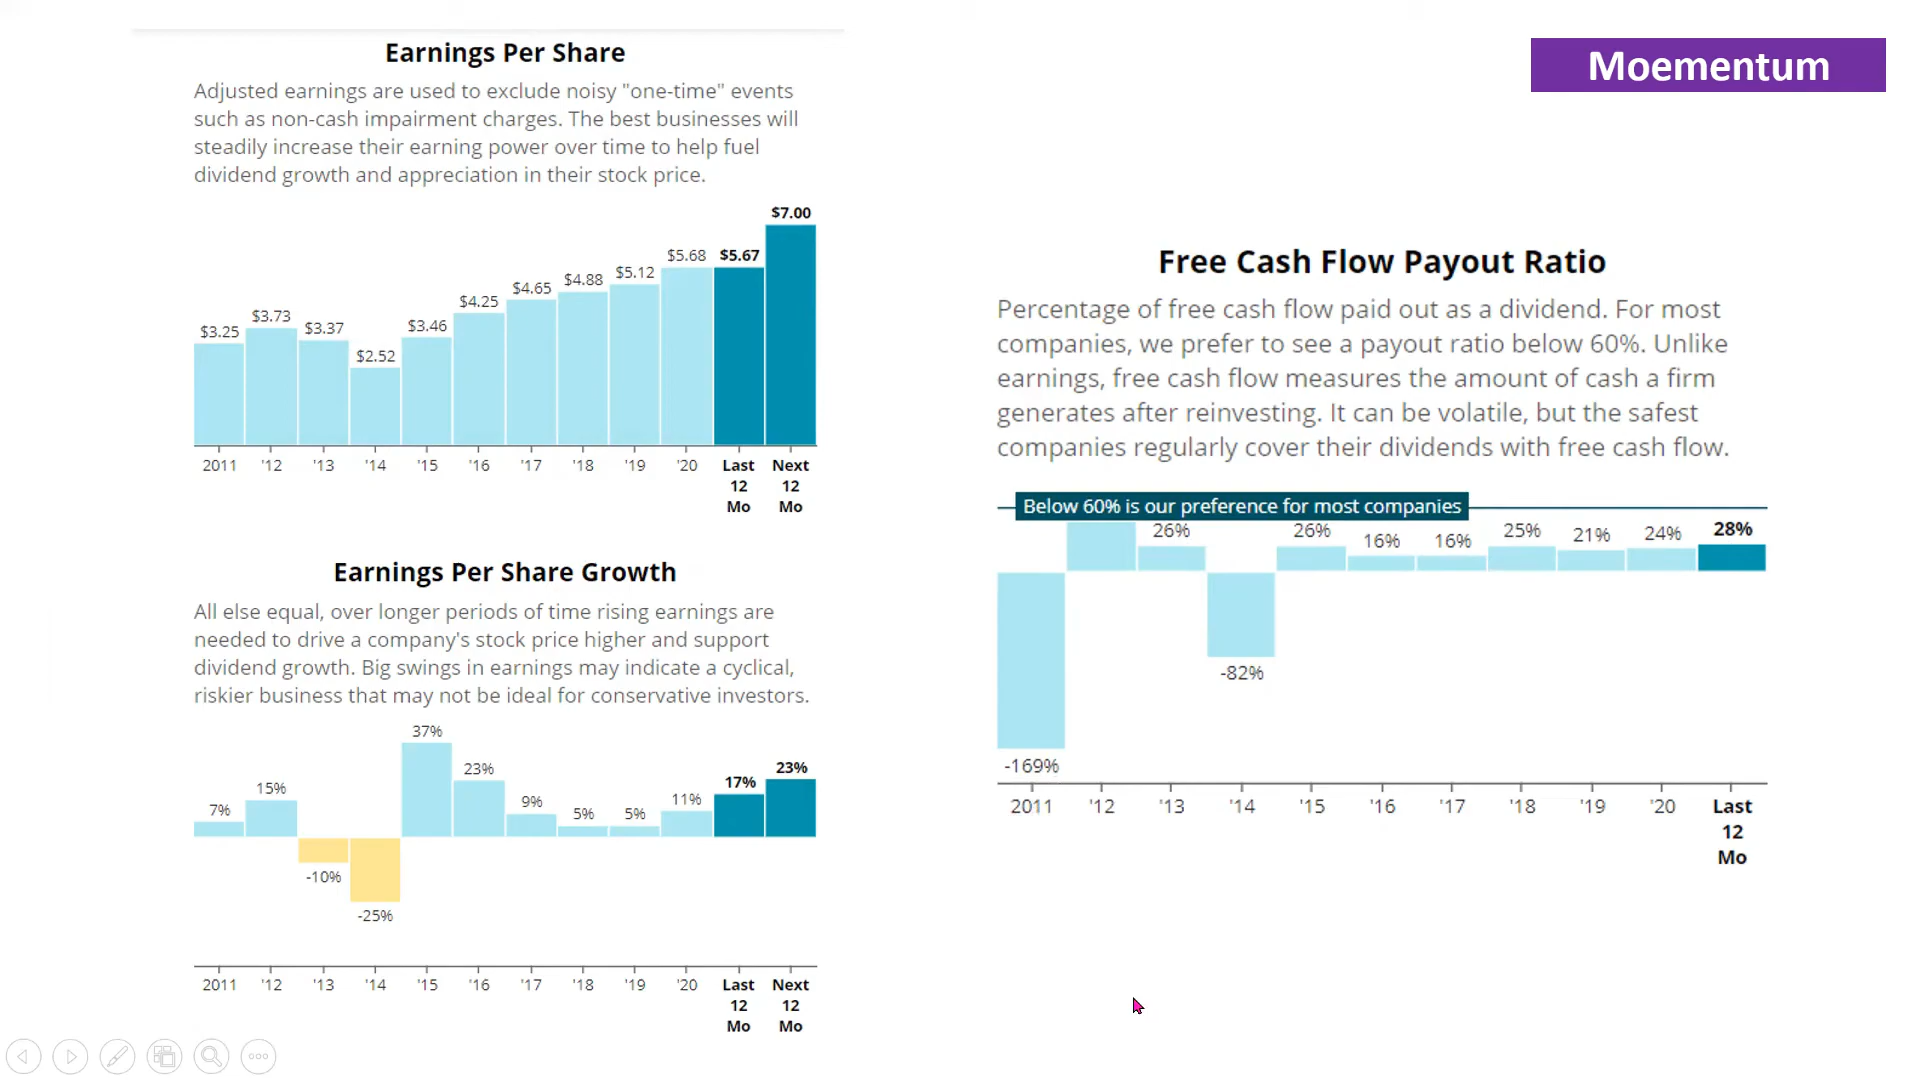 Moementum
Earnings Per Share
Adjusted earnings are used to exclude noisy "one-time" events
such as non-cash impairment charges. The best businesses will
steadily increase their earning power over time to help fuel
dividend growth and appreciation in their stock price.
$3.25 $3.73 $3.37 $2.52 $3.46 $4.25 $4.65 $4.88 $5.12 $5.68 $5.67 $7.00
2011 '12 '13 '14 '15 '16 '17 '18 '19 '20 Last Next
12 12
Mo Mo
Earnings Per Share Growth
All else equal, over longer periods of time rising earnings are
needed to drive a company's stock price higher and support
dividend growth. Big swings in earnings may indicate a cyclical,
riskier business that may not be ideal for conservative investors.
7% 15% -10% -25% 37% 23% 9% 5% 5% 11% 17% 23%
2011 '12 '13 '14 '15 '16 '17 '18 '19 '20 Last Next
12 12
Mo Mo
Free Cash Flow Payout Ratio
Percentage of free cash flow paid out as a dividend. For most
companies, we prefer to see a payout ratio below 60%. Unlike
earnings, free cash flow measures the amount of cash a firm
generates after reinvesting. It can be volatile, but the safest
companies regularly cover their dividends with free cash flow.
Below 60% is our preference for most companies
-169% 26% -82% 26% 16% 16% 25% 21% 24% 28%
2011 '12 '13 '14 '15 '16 '17 '18 '19 '20 Last
12
Mo